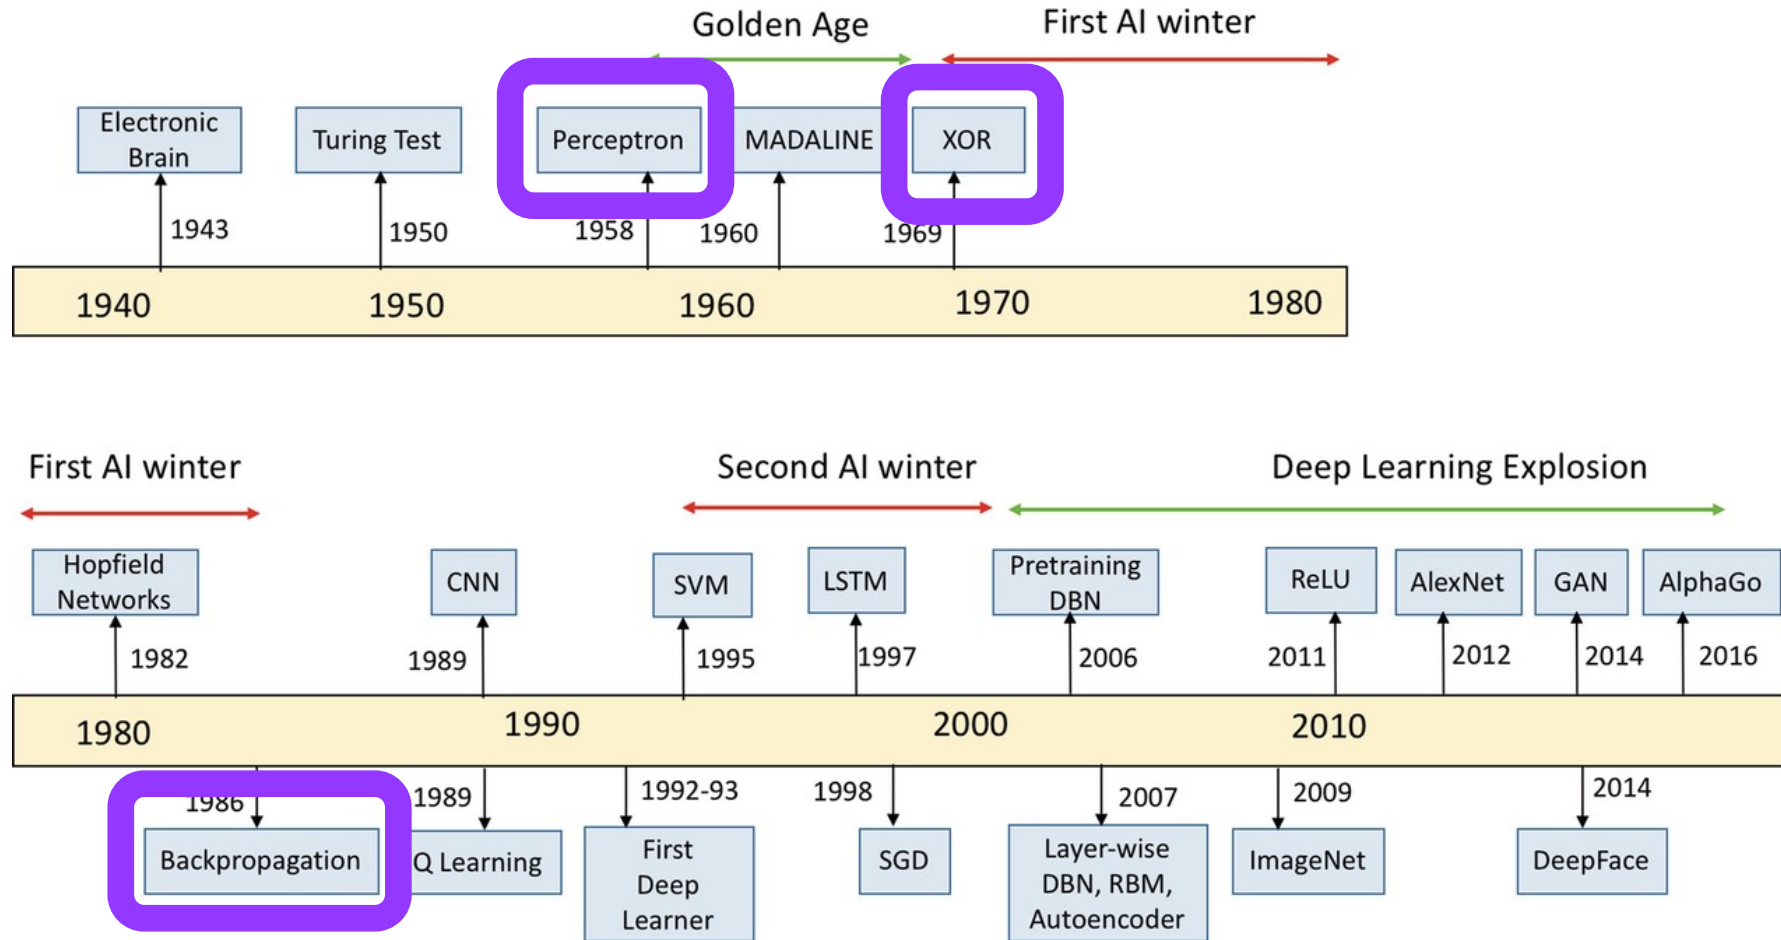 Golden Age
First AI winter
Electronic
Brain
Turing Test
Perceptron
MADALINE
XOR
1943
1950
1958
1960
1969
1940
1950
1960
1970
1980
First AI winter
Second AI winter
Deep Learning Explosion
Hopfield
Networks
CNN
SVM
LSTM
Pretraining
DBN
ReLU
AlexNet
GAN
AlphaGo
1982
1989
1995
1997
2006
2011
2012
2014
2016
1980
1990
2000
2010
1986
1989
1992-93
1998
2007
2009
2014
Backpropagation
Q Learning
First
Deep
Learner
SGD
Layer-wise
DBN, RBM,
Autoencoder
ImageNet
DeepFace